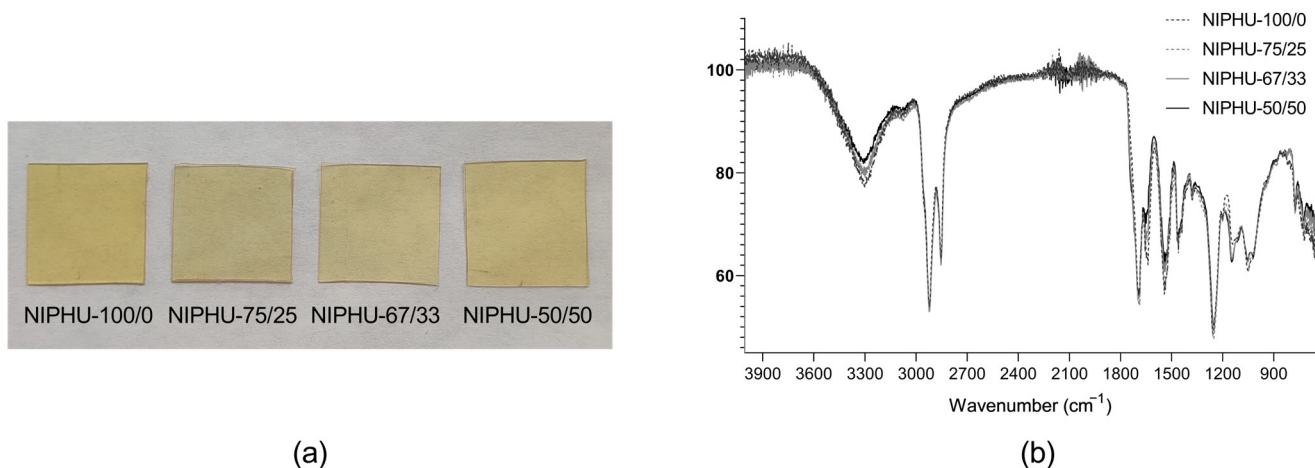 NIPHU-100/0 NIPHU-75/25 NIPHU-67/33 NIPHU-50/50
(a)
NIPHU-100/0
NIPHU-75/25
NIPHU-67/33
NIPHU-50/50
100
80
60
3900 3600 3300 3000 2700 2400 2100 1800 1500 1200 900
Wavenumber (cm⁻¹)
(b)